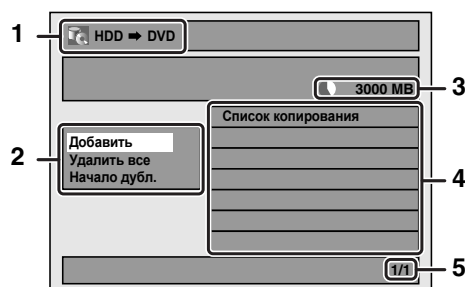 1
HDD ➡ DVD
3000 MB
3
Список копирования
2
Добавить
Удалить все
Начало дубл.
4
1/1
5